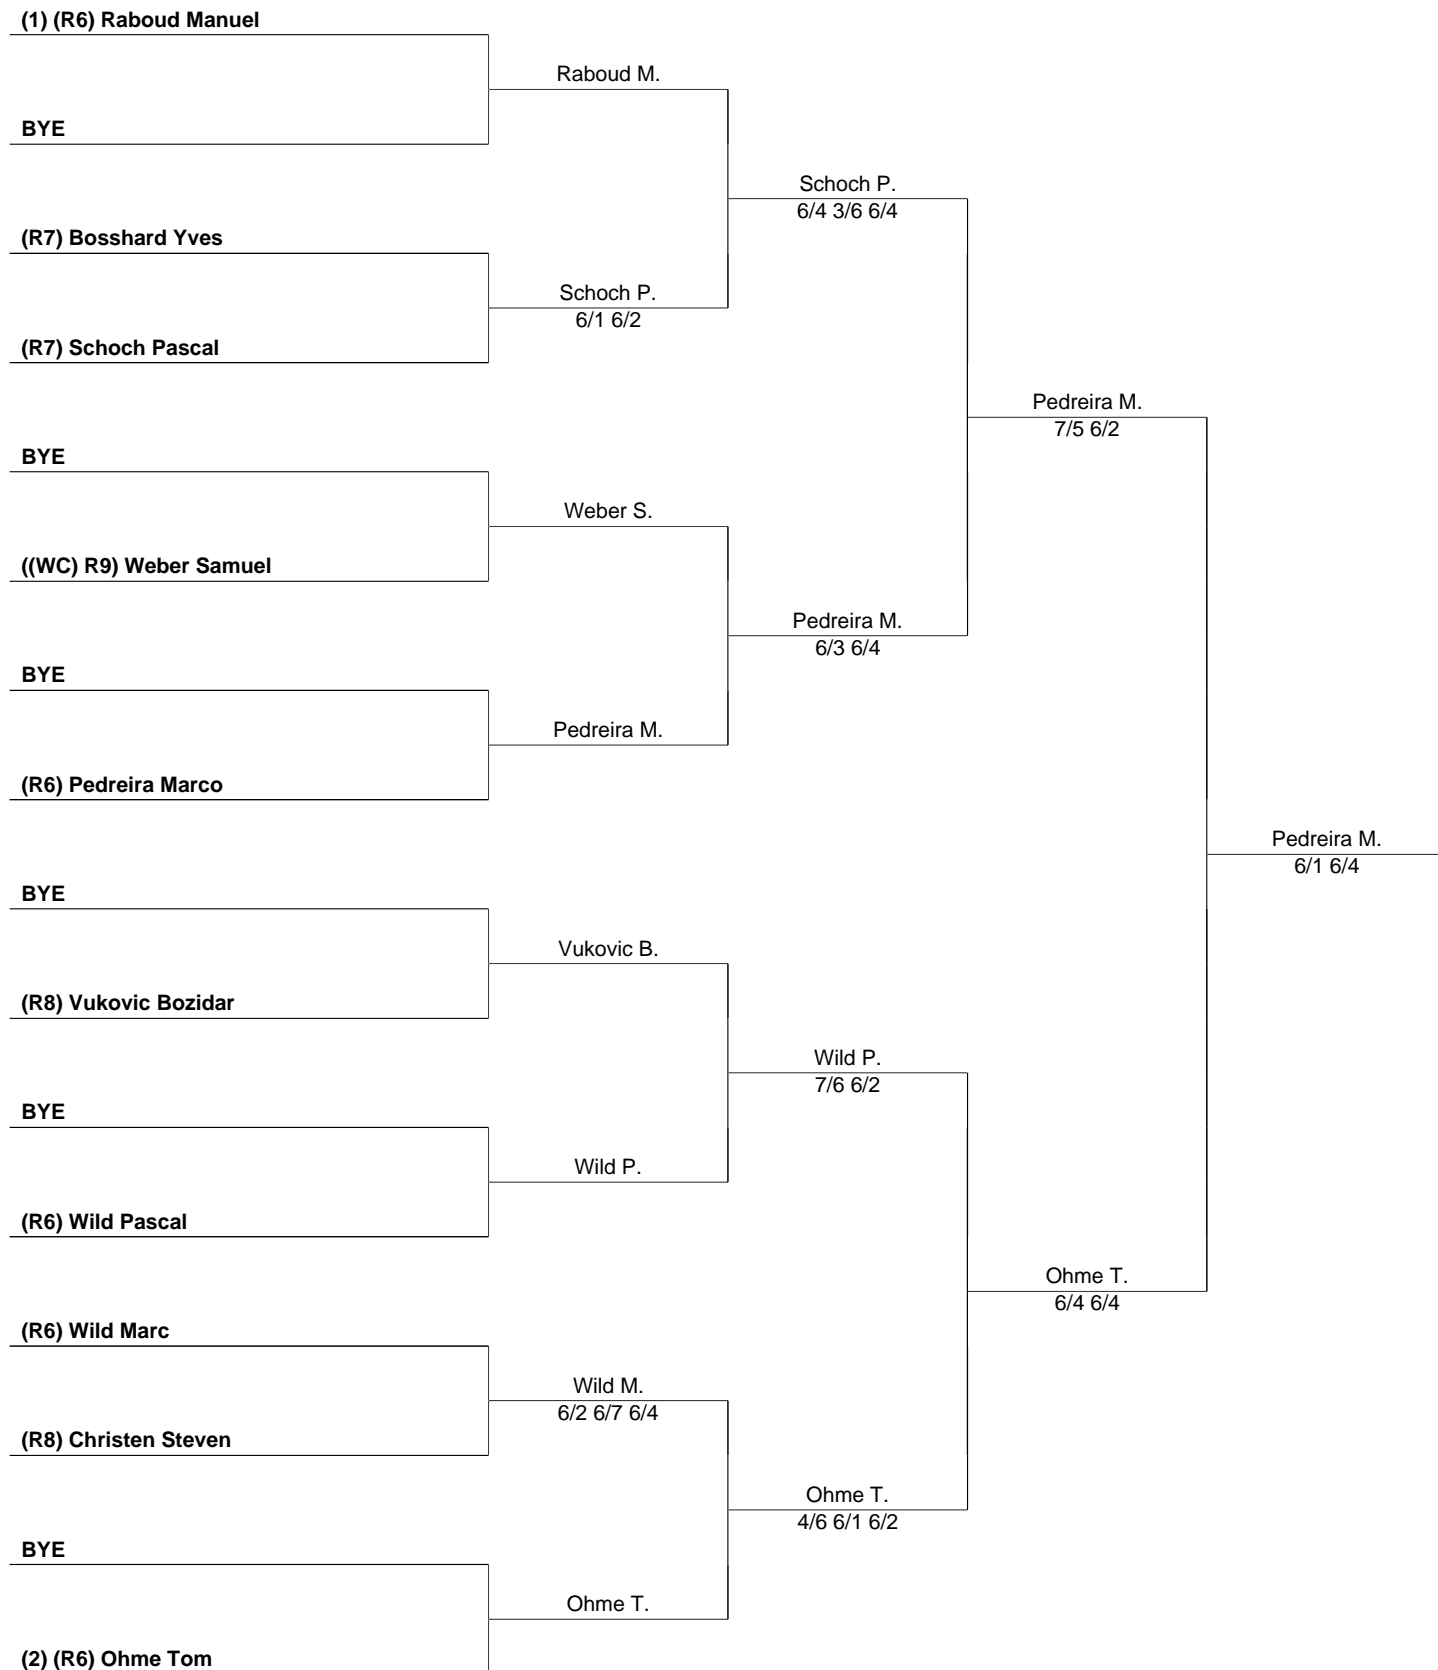 (1) (R6) Raboud Manuel
Raboud M.
BYE
Schoch P.
6/4 3/6 6/4
(R7) Bosshard Yves
Schoch P.
6/1 6/2
(R7) Schoch Pascal
Pedreira M.
7/5 6/2
BYE
Weber S.
((WC) R9) Weber Samuel
Pedreira M.
6/3 6/4
BYE
Pedreira M.
(R6) Pedreira Marco
Pedreira M.
6/1 6/4
BYE
Vukovic B.
(R8) Vukovic Bozidar
Wild P.
7/6 6/2
BYE
Wild P.
(R6) Wild Pascal
Ohme T.
6/4 6/4
(R6) Wild Marc
Wild M.
6/2 6/7 6/4
(R8) Christen Steven
Ohme T.
4/6 6/1 6/2
BYE
Ohme T.
(2) (R6) Ohme Tom